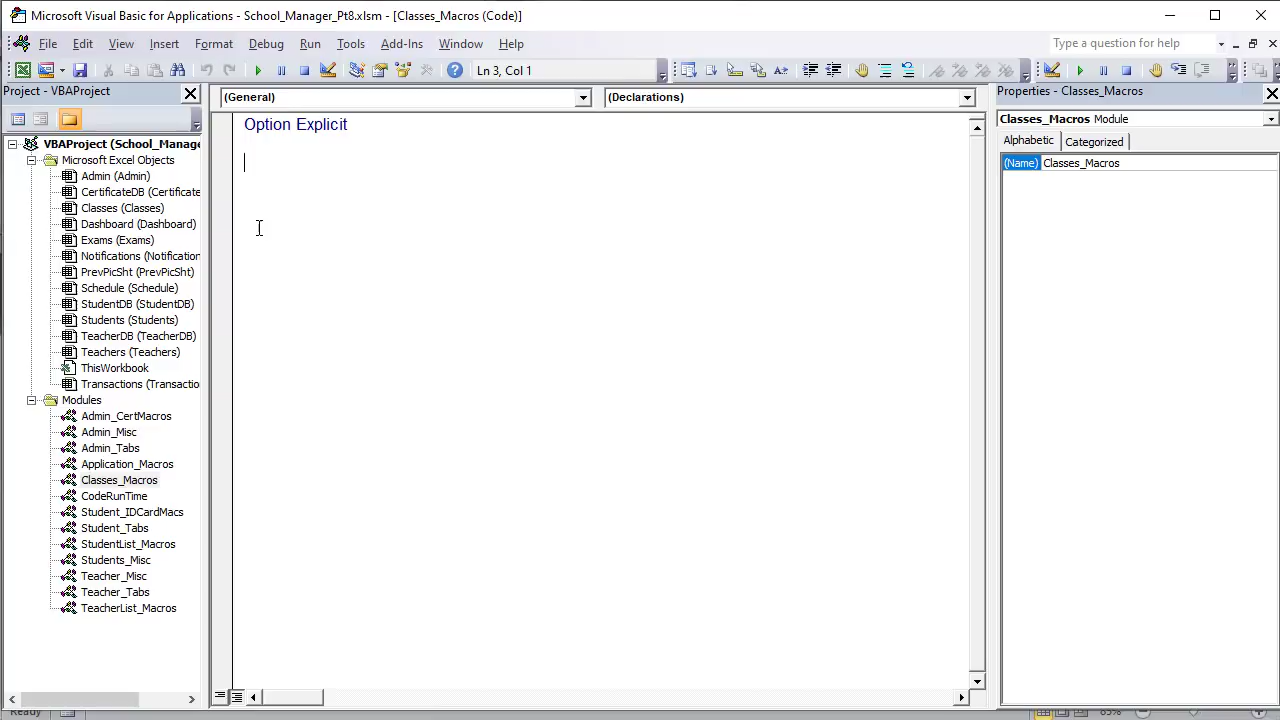 Microsoft Visual Basic for Applications - School_Manager_Pt8.xlsm - [Classes_Macros (Code)]
File Edit View Insert Format Debug Run Tools Add-Ins Window Help
Type a question for help
Ln 3, Col 1
Project - VBAProject
Properties - Classes_Macros
(General)
(Declarations)
Classes_Macros Module
Alphabetic
Categorized
(Name) Classes_Macros
Option Explicit
VBAProject (School_Manage
Microsoft Excel Objects
Admin (Admin)
CertificateDB (Certificate
Classes (Classes)
Dashboard (Dashboard)
Exams (Exams)
Notifications (Notification
PrevPicSht (PrevPicSht)
Schedule (Schedule)
StudentDB (StudentDB)
Students (Students)
TeacherDB (TeacherDB)
Teachers (Teachers)
ThisWorkbook
Transactions (Transactio
Modules
Admin_CertMacros
Admin_Misc
Admin_Tabs
Application_Macros
Classes_Macros
CodeRunTime
Student_IDCardMacs
Student_Tabs
StudentList_Macros
Students_Misc
Teacher_Misc
Teacher_Tabs
TeacherList_Macros
Ready
85%